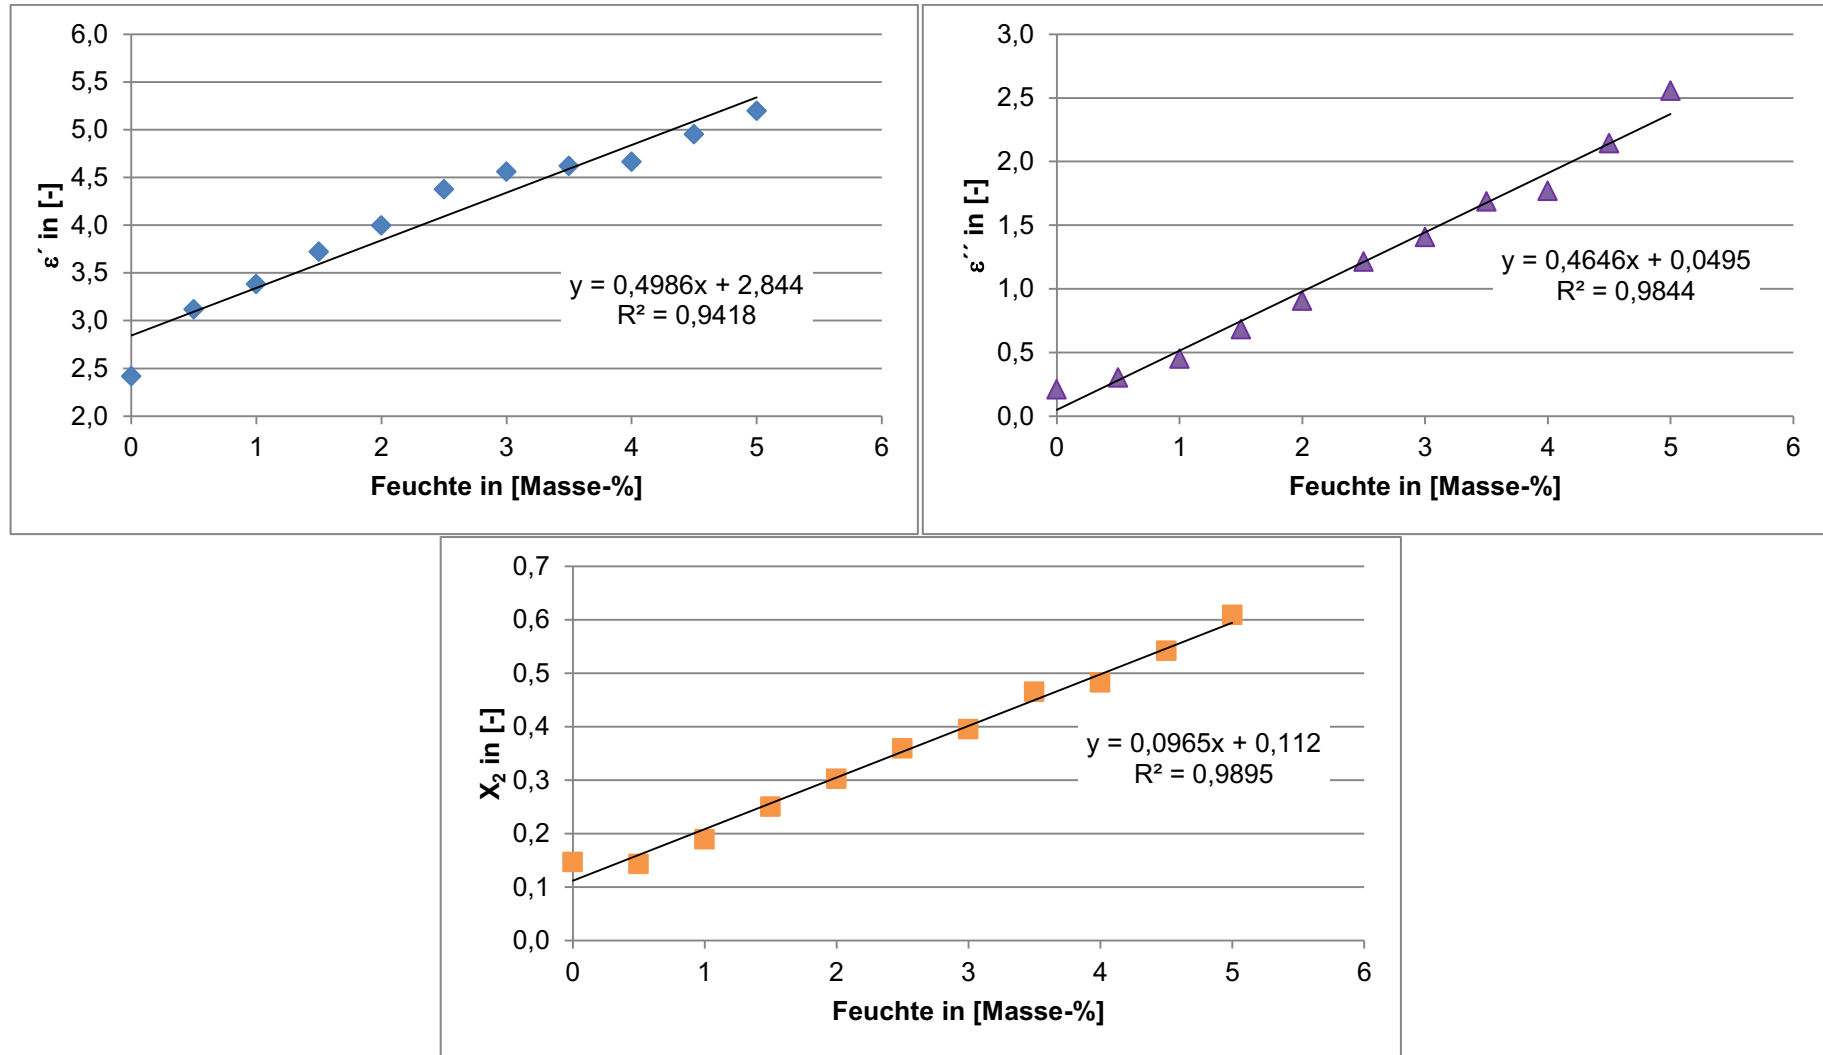 6,0
5,5
5,0
4,5
4,0
3,5
3,0
2,5
2,0
ε´ in [-]
y = 0,4986x + 2,844
R² = 0,9418
0 1 2 3 4 5 6
Feuchte in [Masse-%]
3,0
2,5
2,0
1,5
1,0
0,5
0,0
ε´´ in [-]
y = 0,4646x + 0,0495
R² = 0,9844
0 1 2 3 4 5 6
Feuchte in [Masse-%]
0,7
0,6
0,5
0,4
0,3
0,2
0,1
0,0
X₂ in [-]
y = 0,0965x + 0,112
R² = 0,9895
0 1 2 3 4 5 6
Feuchte in [Masse-%]